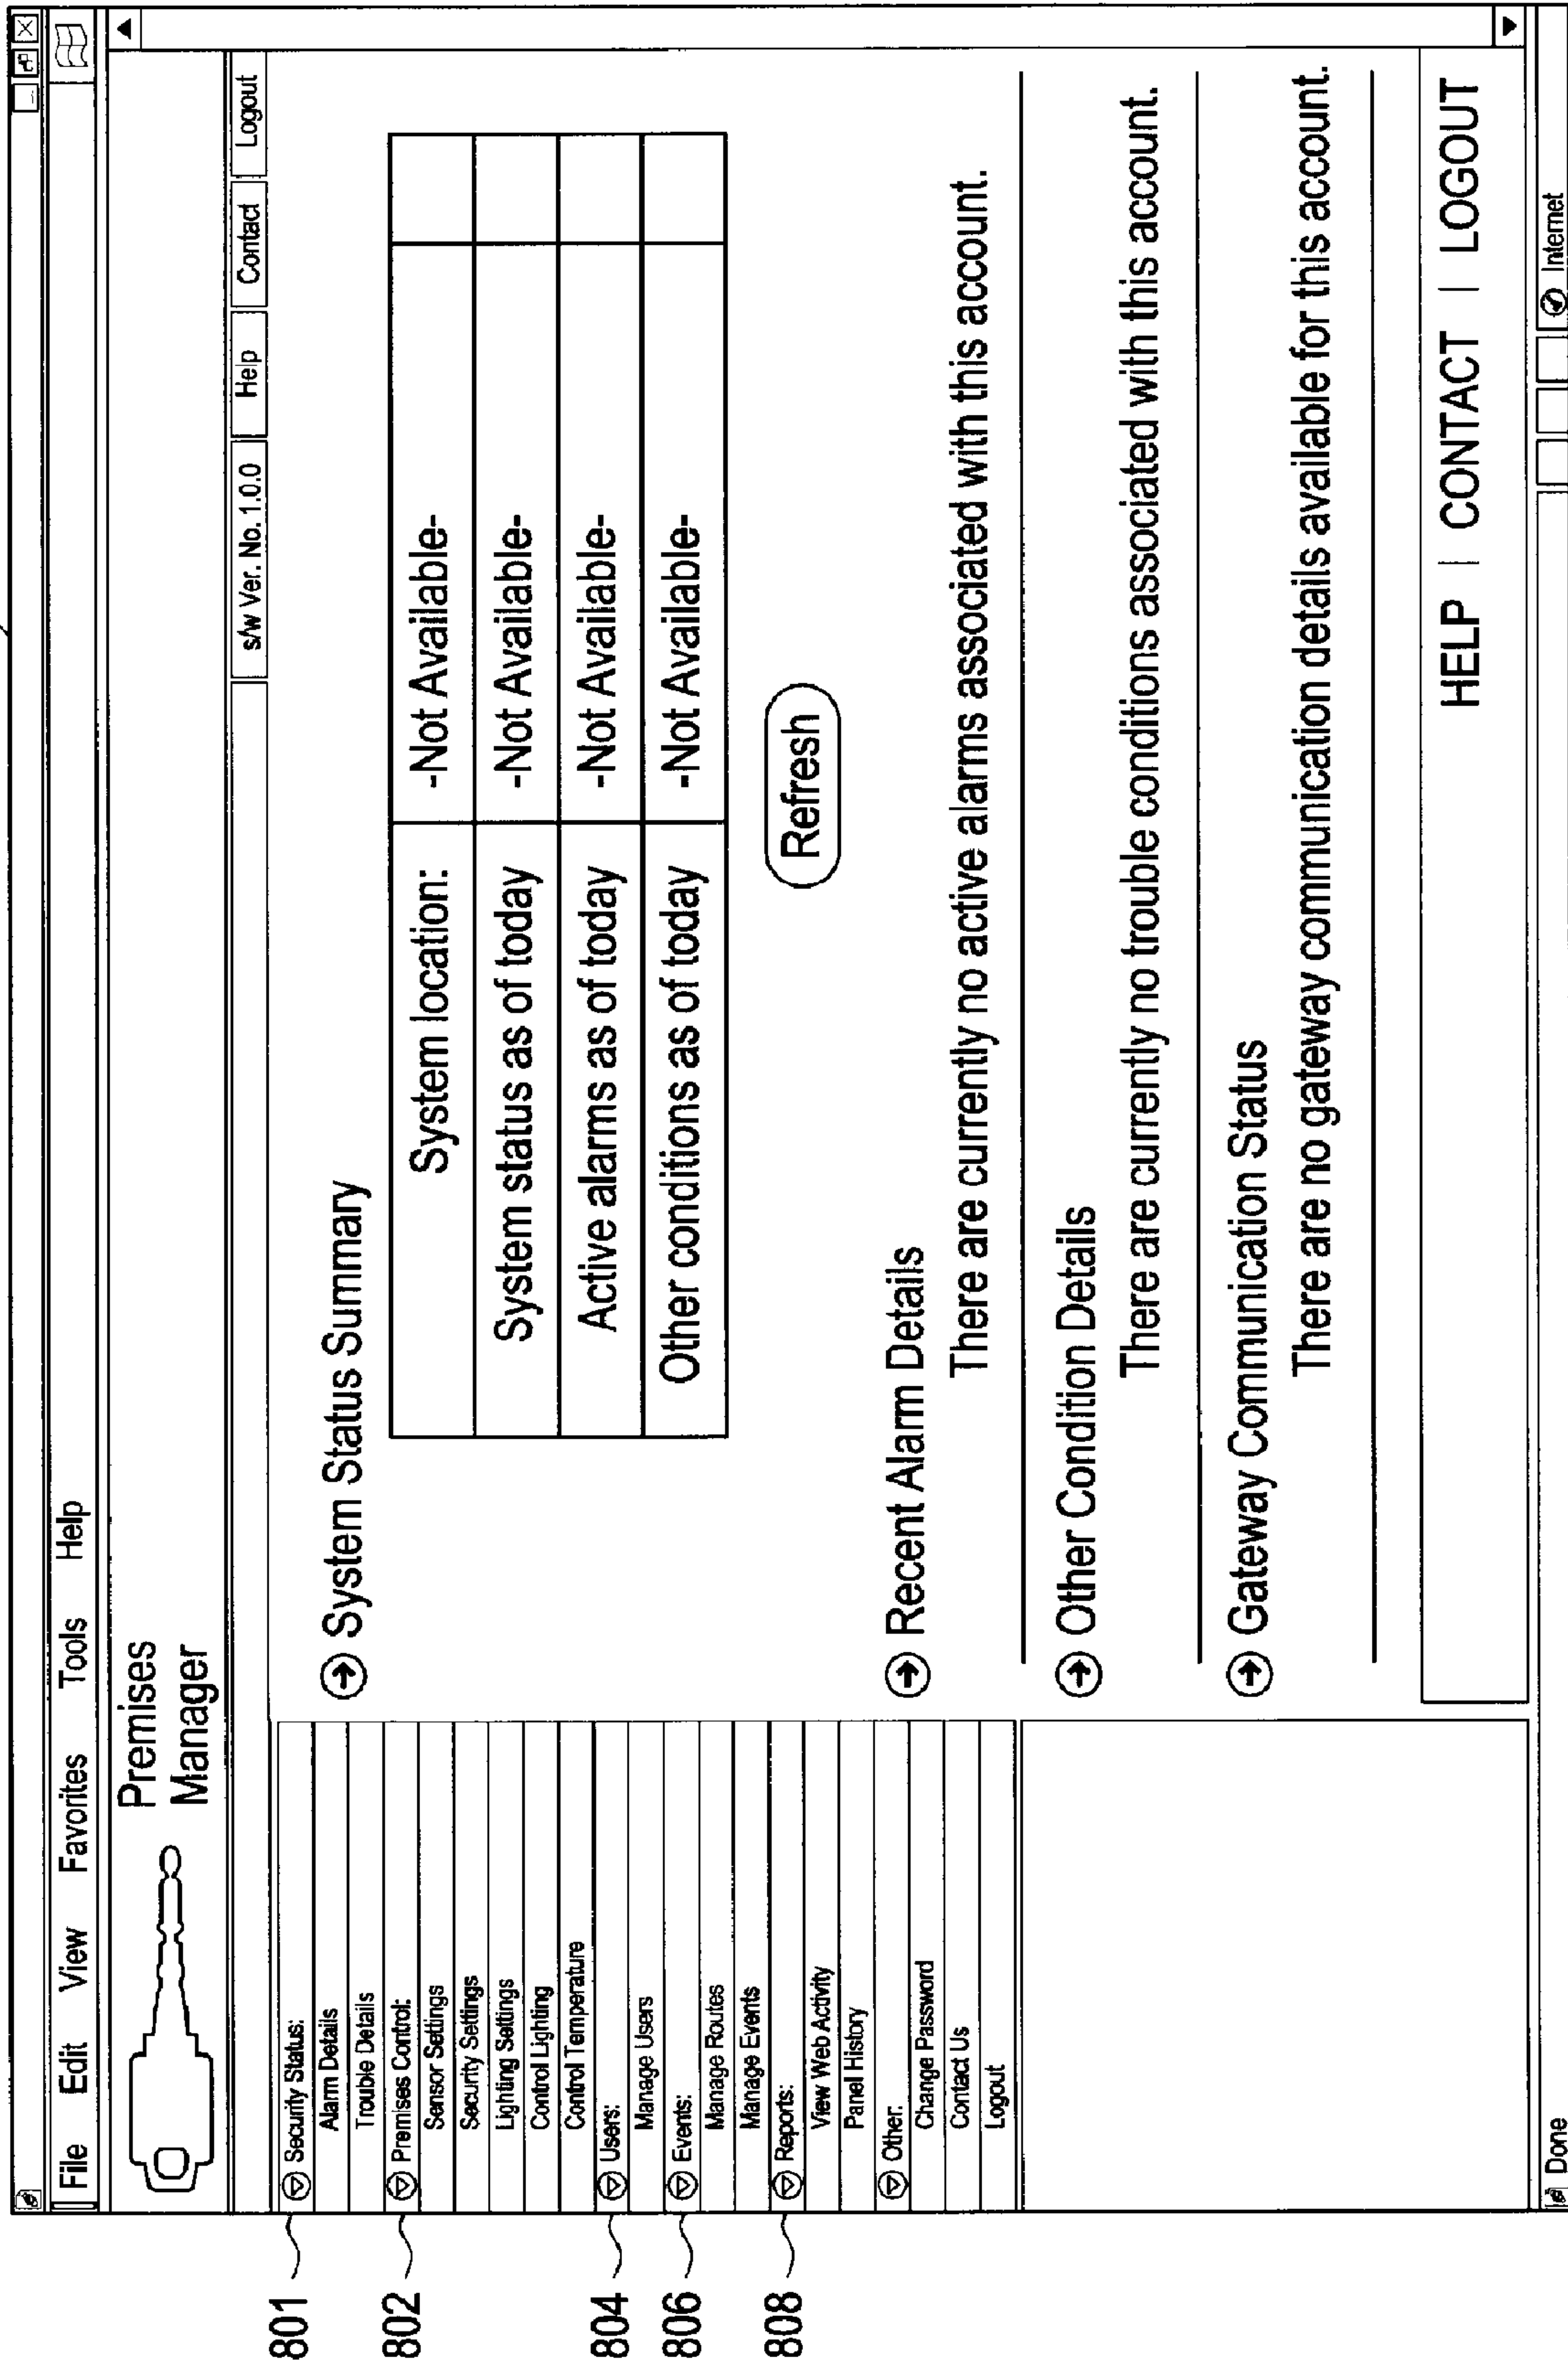 File Edit View Favorites Tools Help
Premises
Manager
s/w Ver. No. 1.0.0 Help Contact Logout
801
Security Status:
Alarm Details
Trouble Details
802
Premises Control:
Sensor Settings
Security Settings
Lighting Settings
Control Lighting
Control Temperature
804
Users:
Manage Users
806
Events:
Manage Routes
Manage Events
808
Reports:
View Web Activity
Panel History
Other:
Change Password
Contact Us
Logout
System Status Summary
System location: -Not Available-
System status as of today -Not Available-
Active alarms as of today -Not Available-
Other conditions as of today -Not Available-
Refresh
Recent Alarm Details
There are currently no active alarms associated with this account.
Other Condition Details
There are currently no trouble conditions associated with this account.
Gateway Communication Status
There are no gateway communication details available for this account.
HELP | CONTACT | LOGOUT
Done Internet